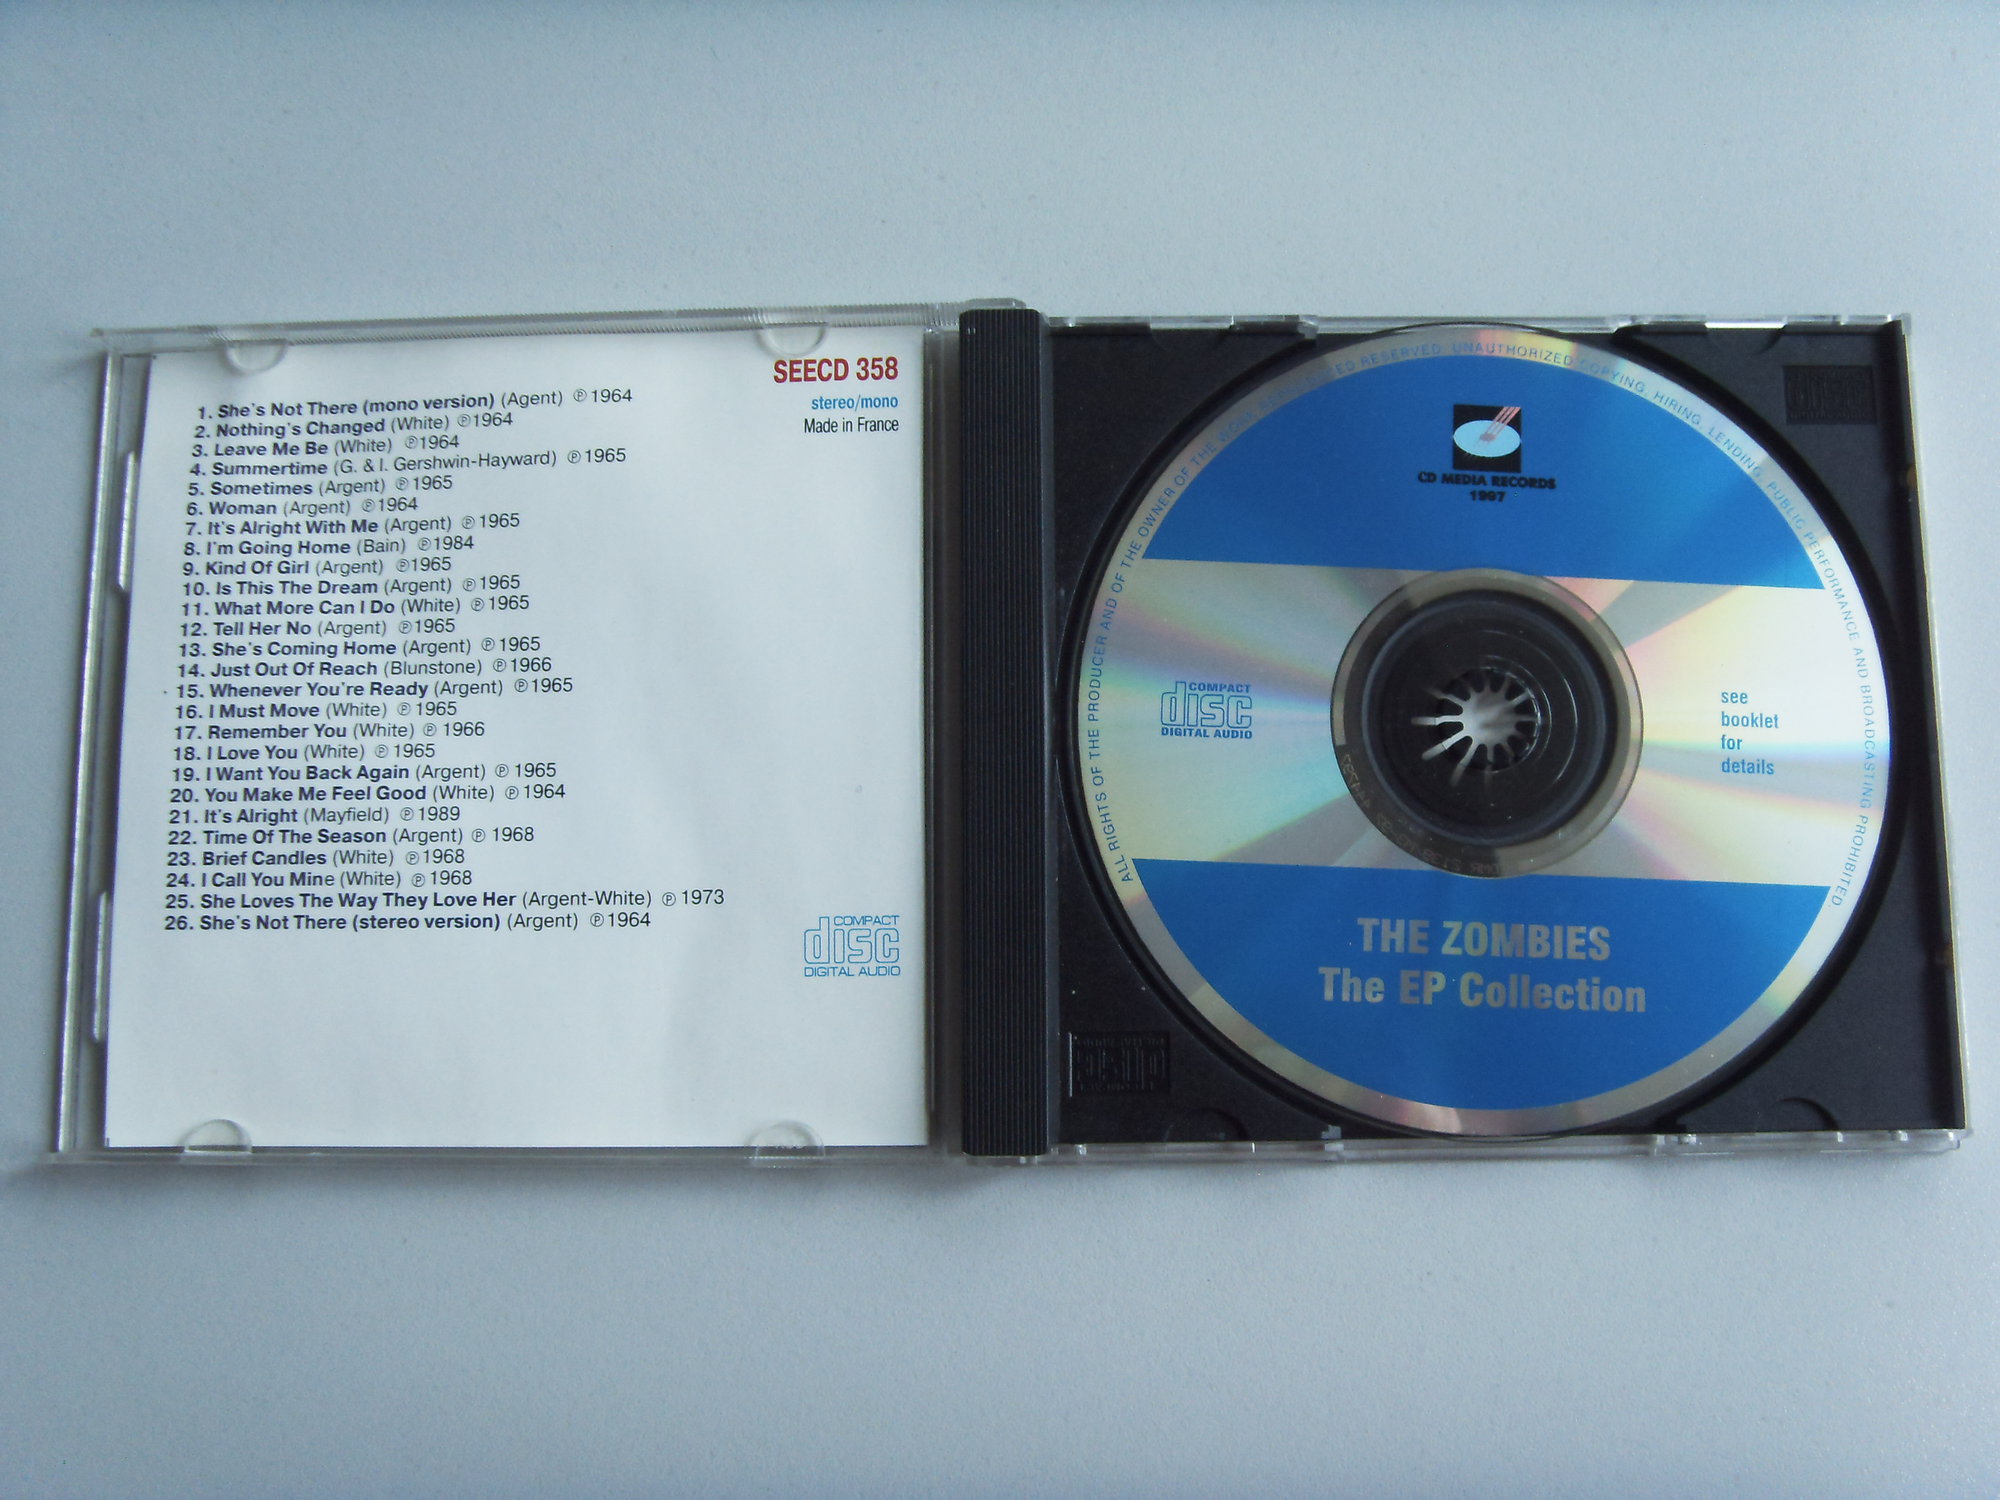 SEECD 358
stereo/mono
Made in France
1. She's Not There (mono version) (Argent) ℗ 1964
2. Nothing's Changed (White) ℗1964
3. Leave Me Be (White) ℗1964
4. Summertime (G. & I. Gershwin-Hayward) ℗ 1965
5. Sometimes (Argent) ℗ 1965
6. Woman (Argent) ℗ 1964
7. It's Alright With Me (Argent) ℗ 1965
8. I'm Going Home (Bain) ℗1984
9. Kind Of Girl (Argent) ℗1965
10. Is This The Dream (Argent) ℗ 1965
11. What More Can I Do (White) ℗ 1965
12. Tell Her No (Argent) ℗1965
13. She's Coming Home (Argent) ℗ 1965
14. Just Out Of Reach (Blunstone) ℗ 1966
15. Whenever You're Ready (Argent) ℗ 1965
16. I Must Move (White) ℗ 1965
17. Remember You (White) ℗ 1966
18. I Love You (White) ℗ 1965
19. I Want You Back Again (Argent) ℗ 1965
20. You Make Me Feel Good (White) ℗ 1964
21. It's Alright (Mayfield) ℗ 1989
22. Time Of The Season (Argent) ℗ 1968
23. Brief Candles (White) ℗ 1968
24. I Call You Mine (White) ℗ 1968
25. She Loves The Way They Love Her (Argent-White) ℗ 1973
26. She's Not There (stereo version) (Argent) ℗ 1964
COMPACT
disc
DIGITAL AUDIO
ALL RIGHTS OF THE PRODUCER AND OF THE OWNER OF THE WORK RESERVED. UNAUTHORIZED COPYING, HIRING, LENDING, PUBLIC PERFORMANCE AND BROADCASTING PROHIBITED.
CD MEDIA RECORDS
1997
COMPACT
disc
DIGITAL AUDIO
see
booklet
for
details
THE ZOMBIES
The EP Collection